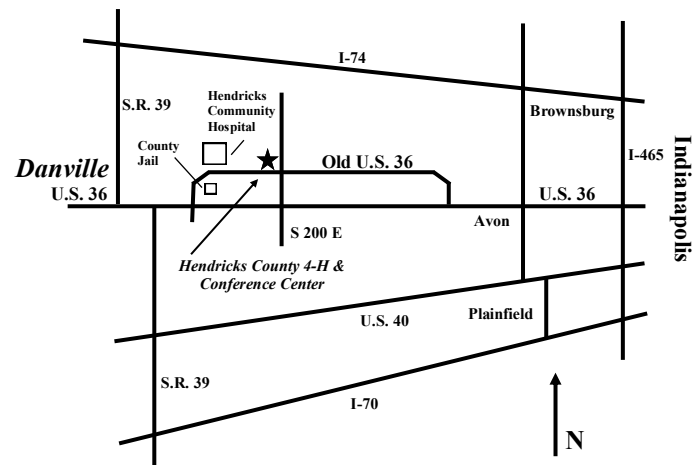 I-74
Hendricks
Community
Hospital
S.R. 39
Brownsburg
County
Jail
I-465
Indianapolis
Danville
Old U.S. 36
U.S. 36
U.S. 36
Avon
S 200 E
Hendricks County 4-H &
Conference Center
Plainfield
U.S. 40
S.R. 39
I-70
N